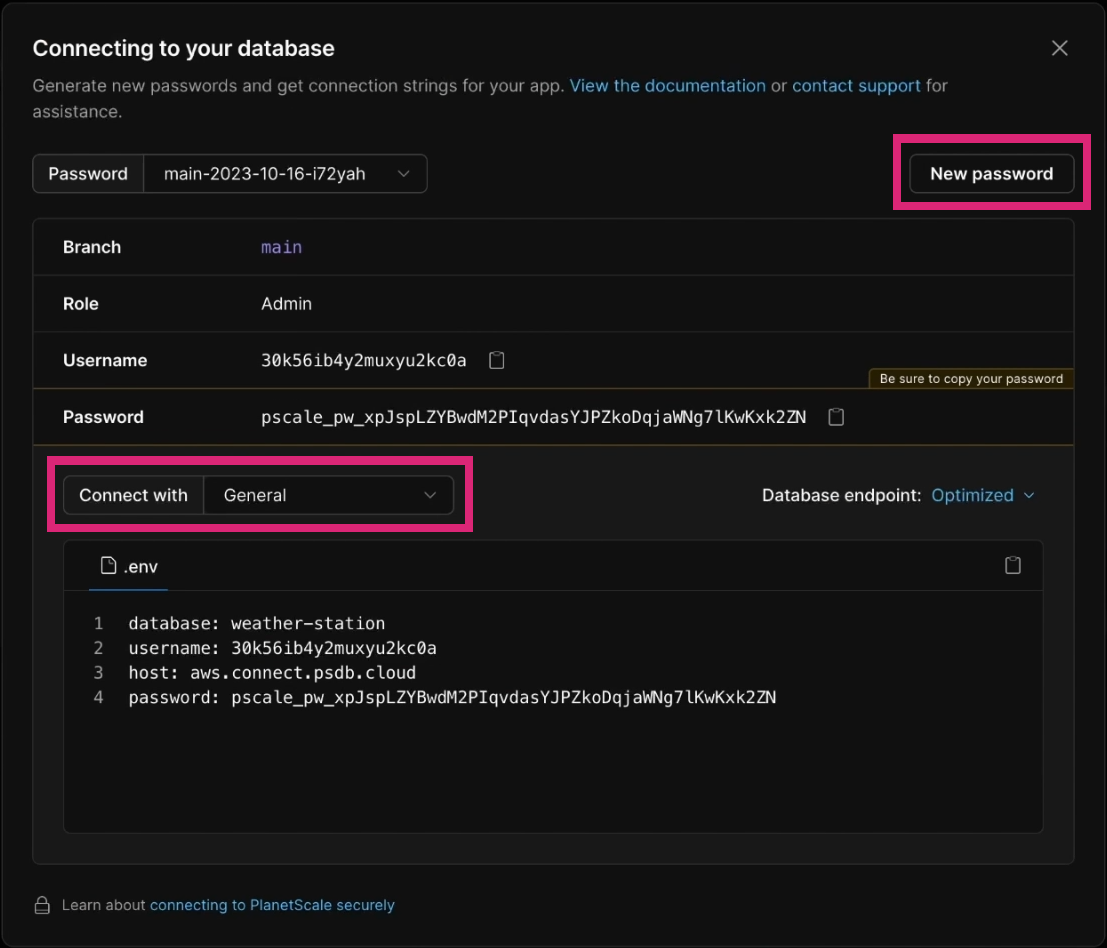 Connecting to your database
Generate new passwords and get connection strings for your app. View the documentation or contact support for
assistance.
Password main-2023-10-16-i72yah New password
Branch main
Role Admin
Username 30k56ib4y2muxyu2kc0a
Be sure to copy your password
Password pscale_pw_xpJspLZYBwdM2PIqvdasYJPZkoDqjaWNg7lKwKxk2ZN
Connect with General Database endpoint: Optimized
.env
1 database: weather-station
2 username: 30k56ib4y2muxyu2kc0a
3 host: aws.connect.psdb.cloud
4 password: pscale_pw_xpJspLZYBwdM2PIqvdasYJPZkoDqjaWNg7lKwKxk2ZN
Learn about connecting to PlanetScale securely